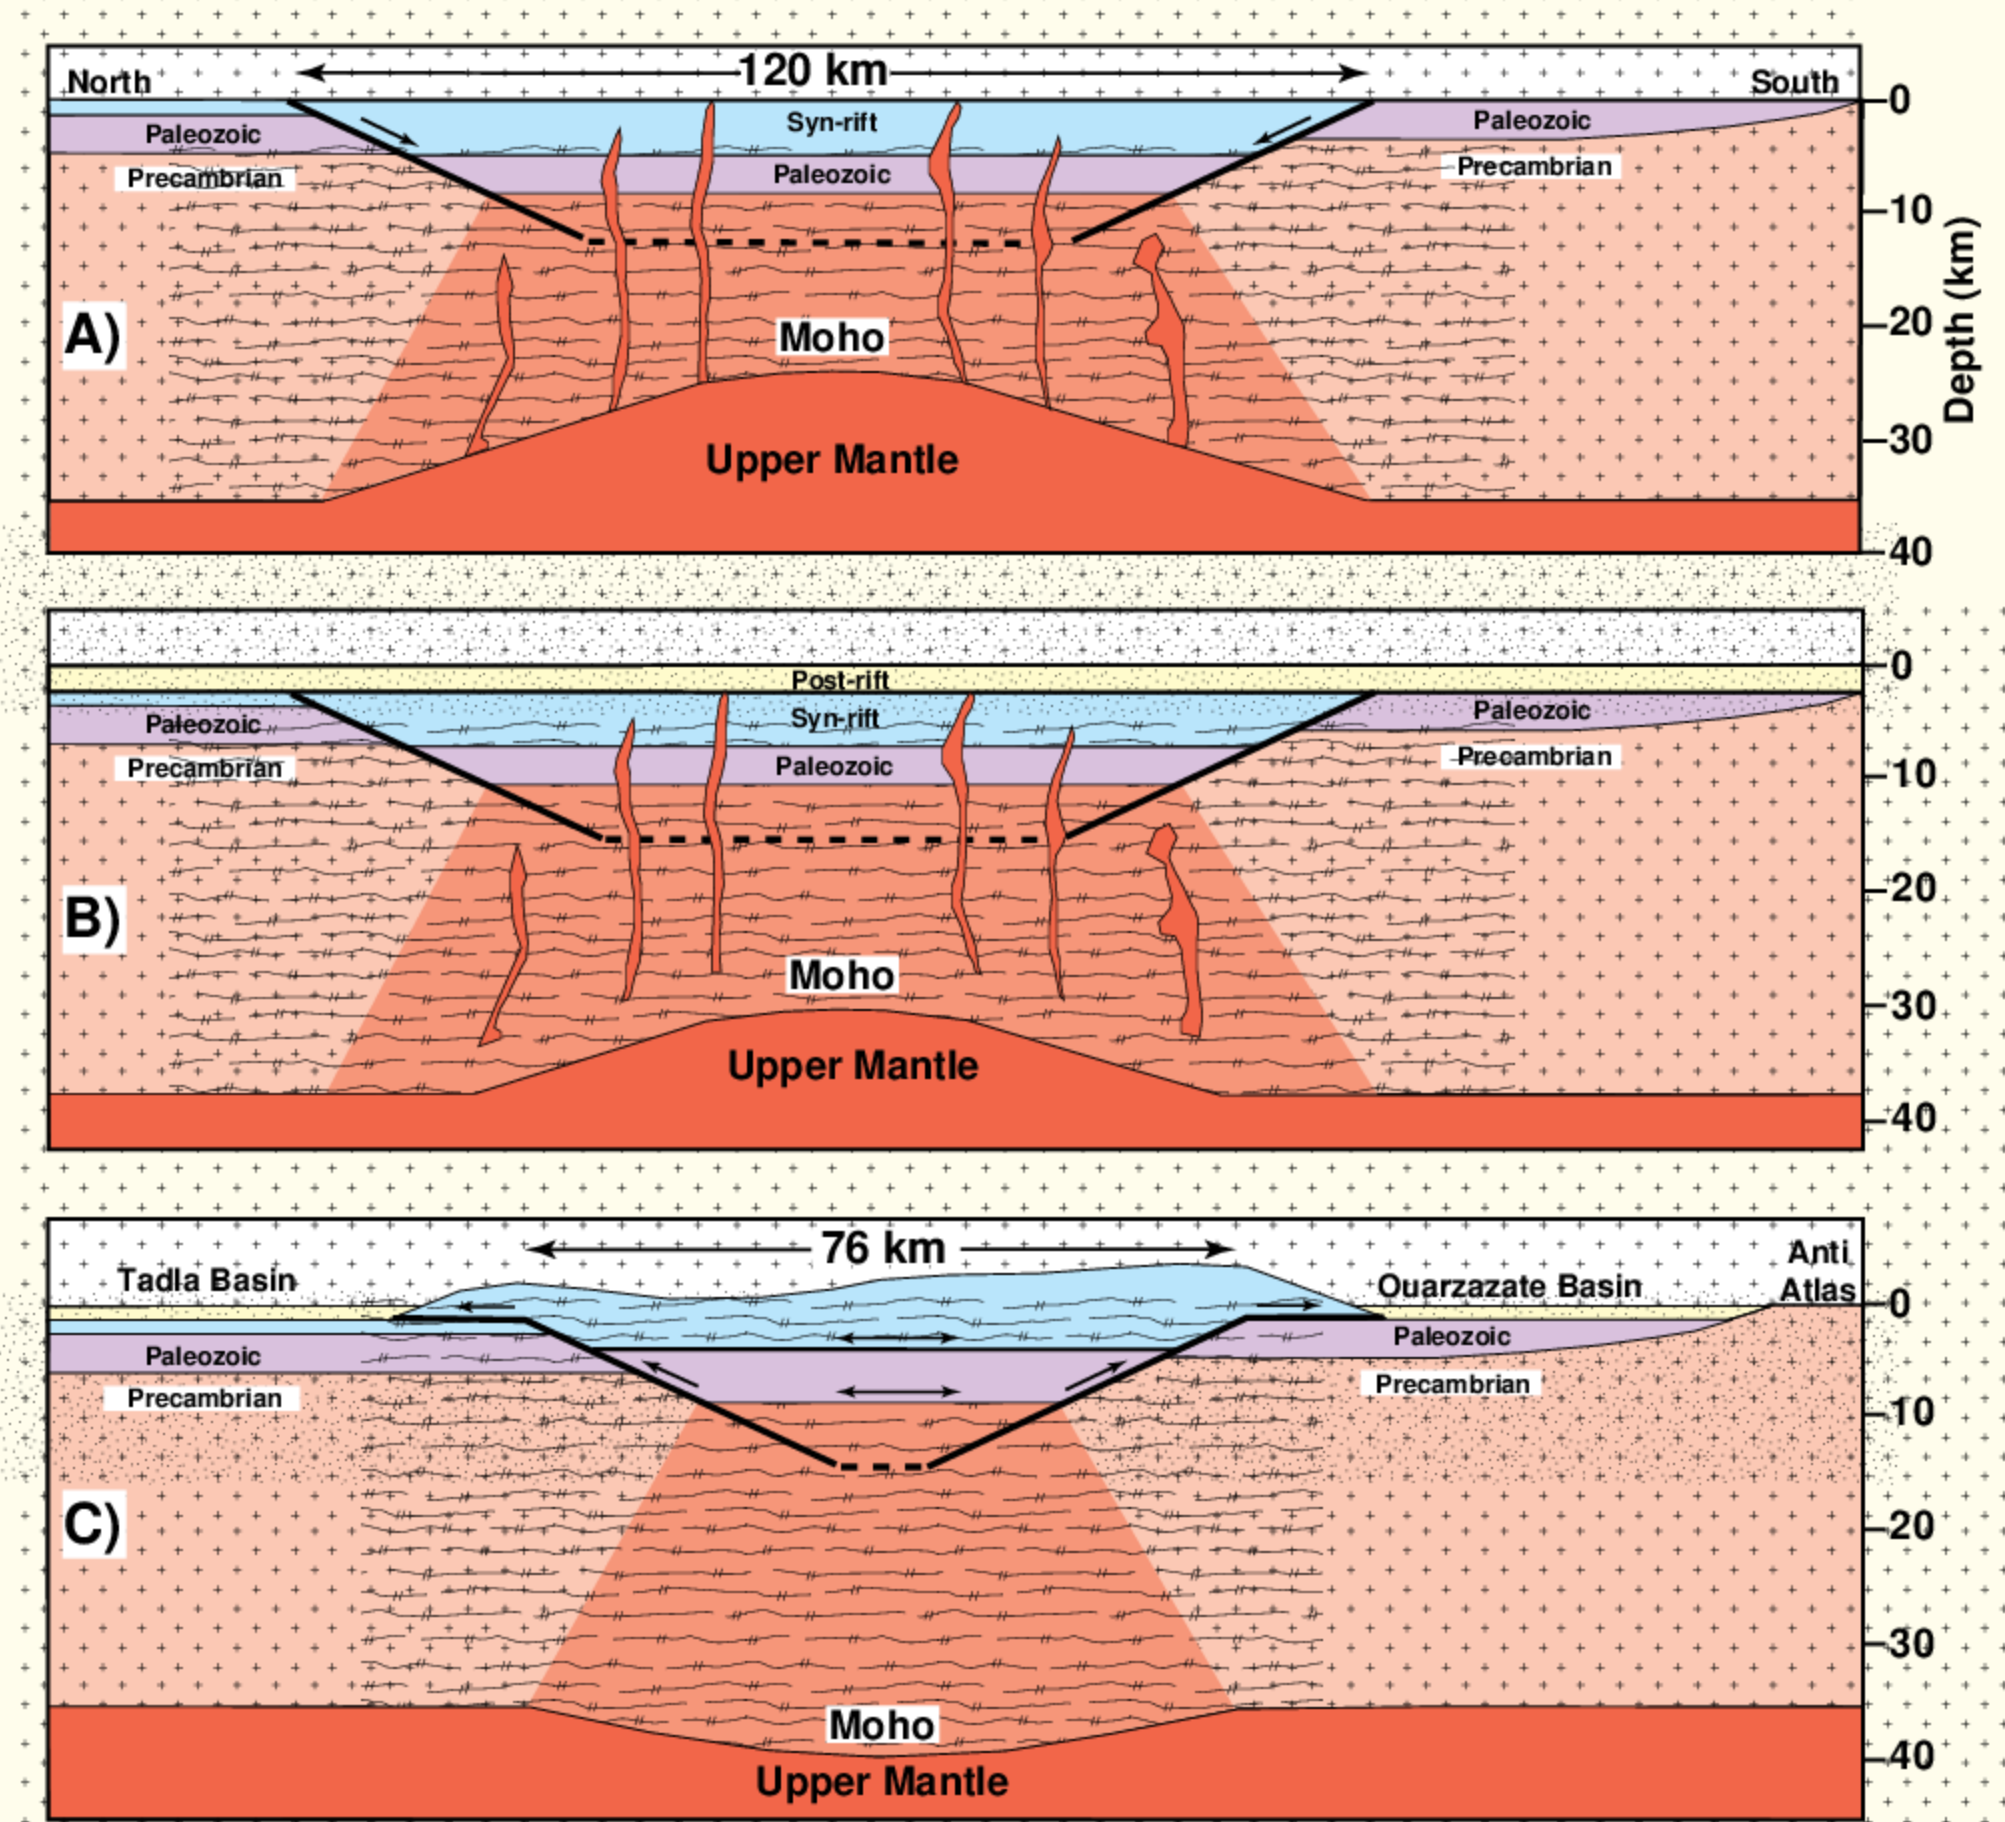 North
120 km
South
0
Syn-rift
Paleozoic
Paleozoic
Precambrian
Paleozoic
Precambrian
10
A)
Moho
20
Depth (km)
Upper Mantle
30
40
0
Post-rift
Syn-rift
Paleozoic
Paleozoic
Precambrian
Paleozoic
Precambrian
10
B)
20
Moho
30
Upper Mantle
40
76 km
Tadla Basin
Ouarzazate Basin
Anti
Atlas
0
Paleozoic
Paleozoic
Precambrian
Precambrian
10
C)
20
30
Moho
40
Upper Mantle